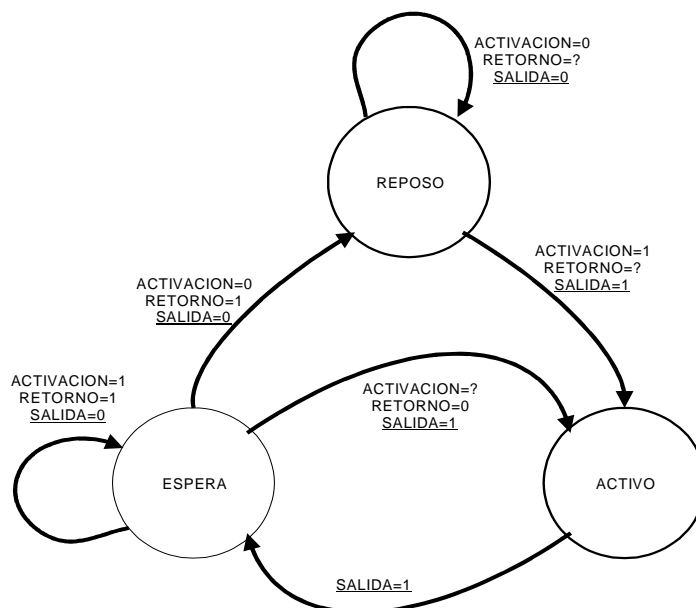 ACTIVACION=0
RETORNO=?
SALIDA=0
REPOSO
ACTIVACION=1
RETORNO=?
SALIDA=1
ACTIVACION=0
RETORNO=1
SALIDA=0
ACTIVACION=1
RETORNO=1
SALIDA=0
ACTIVACION=?
RETORNO=0
SALIDA=1
ESPERA
ACTIVO
SALIDA=1